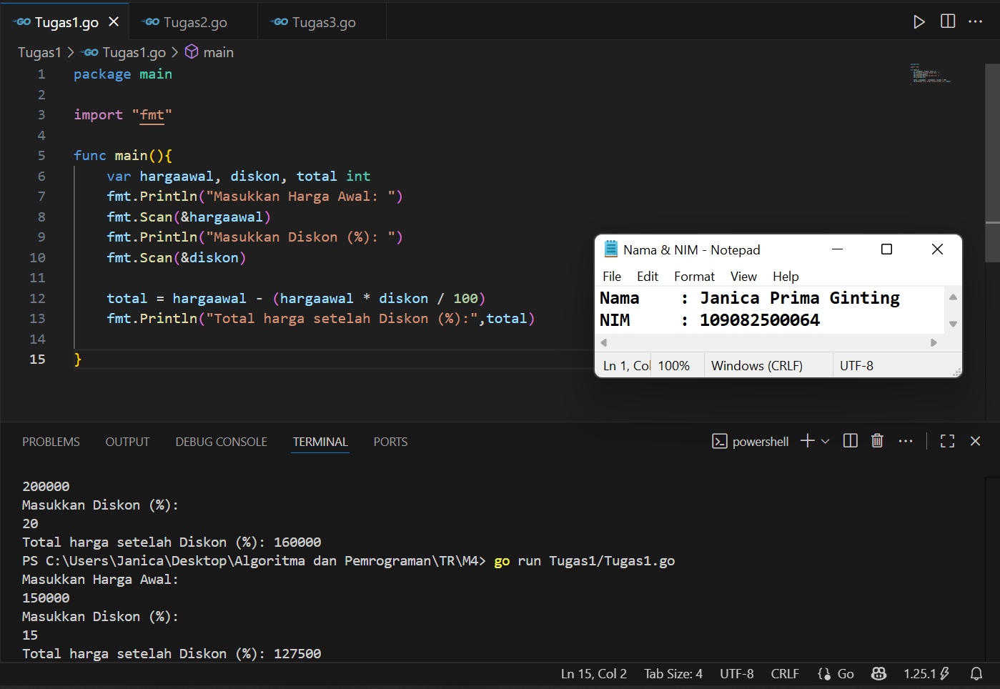 GO Tugas1.go
GO Tugas2.go
GO Tugas3.go
Tugas1 > GO Tugas1.go > main
1 package main
2
3 import "fmt"
4
5 func main(){
6 var hargaawal, diskon, total int
7 fmt.Println("Masukkan Harga Awal: ")
8 fmt.Scan(&hargaawal)
9 fmt.Println("Masukkan Diskon (%): ")
10 fmt.Scan(&diskon)
11
12 total = hargaawal - (hargaawal * diskon / 100)
13 fmt.Println("Total harga setelah Diskon (%):",total)
14
15 }
Nama & NIM - Notepad
File Edit Format View Help
Nama : Janica Prima Ginting
NIM : 109082500064
Ln 1, Col 100% Windows (CRLF) UTF-8
PROBLEMS OUTPUT DEBUG CONSOLE TERMINAL PORTS
powershell
200000
Masukkan Diskon (%):
20
Total harga setelah Diskon (%): 160000
PS C:\Users\Janica\Desktop\Algoritma dan Pemrograman\TR\M4> go run Tugas1/Tugas1.go
Masukkan Harga Awal:
150000
Masukkan Diskon (%):
15
Total harga setelah Diskon (%): 127500
Ln 15, Col 2 Tab Size: 4 UTF-8 CRLF Go 1.25.1